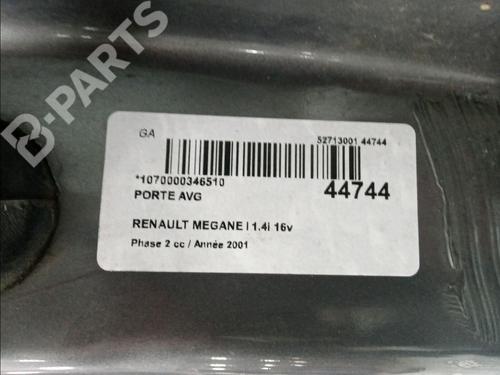 B-PARTS
GA
52713001 44744
*1070000346510
44744
PORTE AVG
RENAULT MEGANE I 1.4i 16v
Phase 2 cc / Année 2001